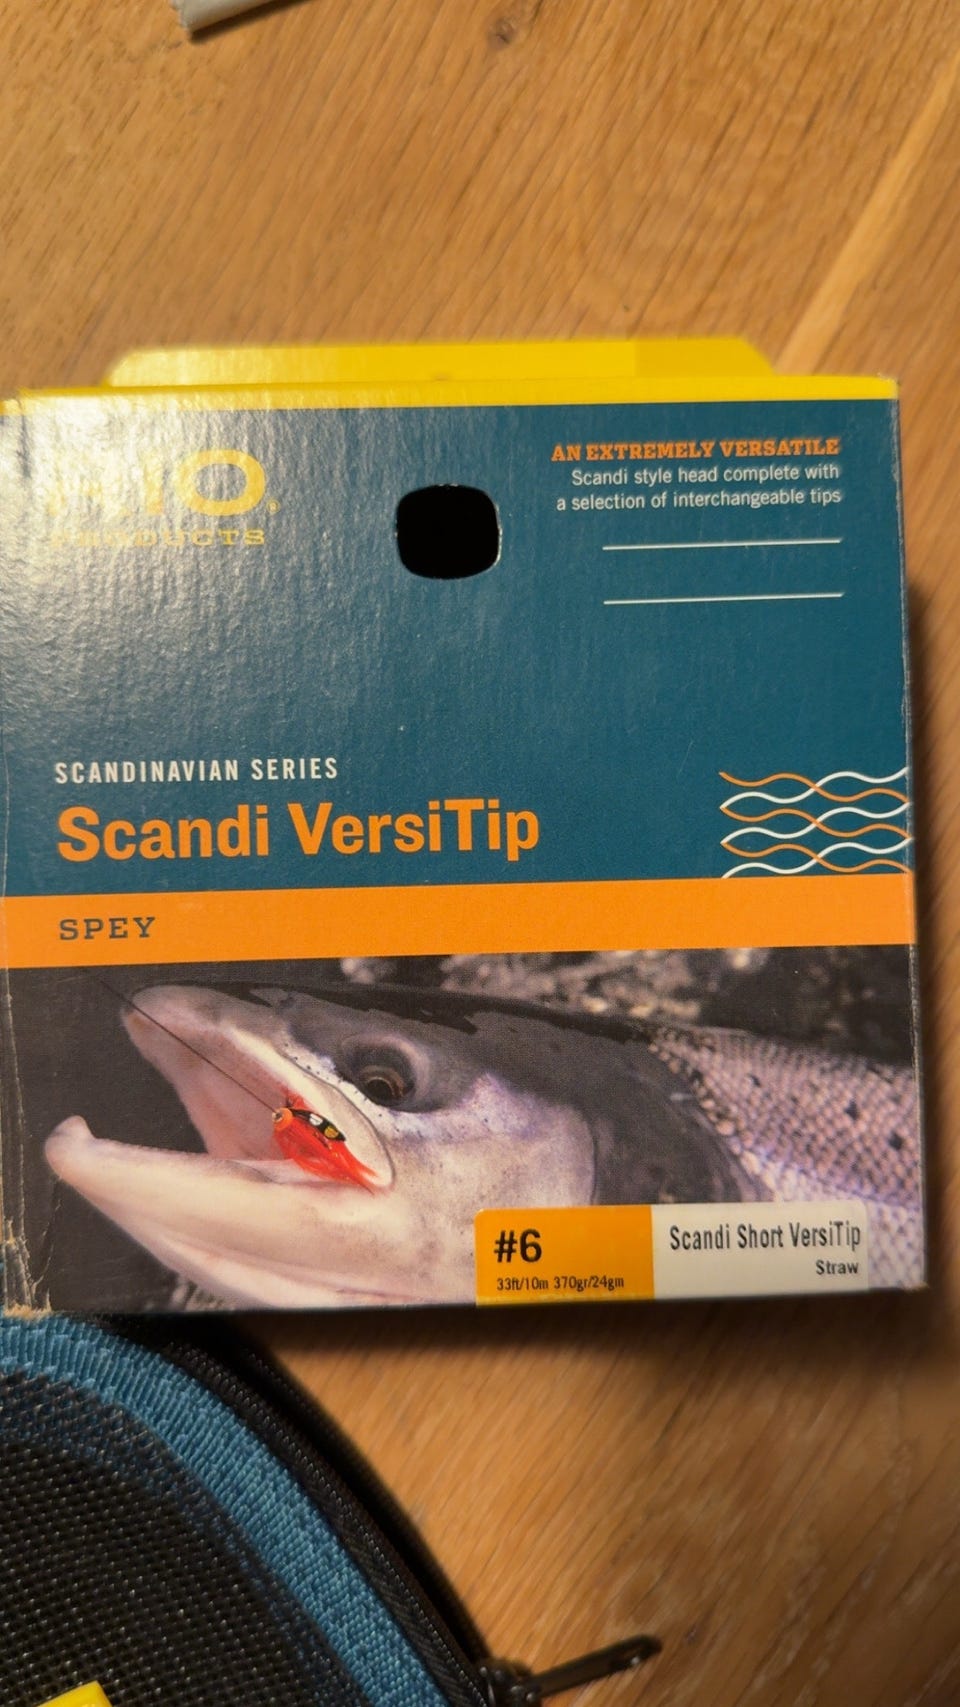 RIO
PRODUCTS
AN EXTREMELY VERSATILE
Scandi style head complete with
a selection of interchangeable tips
SCANDINAVIAN SERIES
Scandi VersiTip
SPEY
#6
33ft/10m 370gr/24gm
Scandi Short VersiTip
Straw